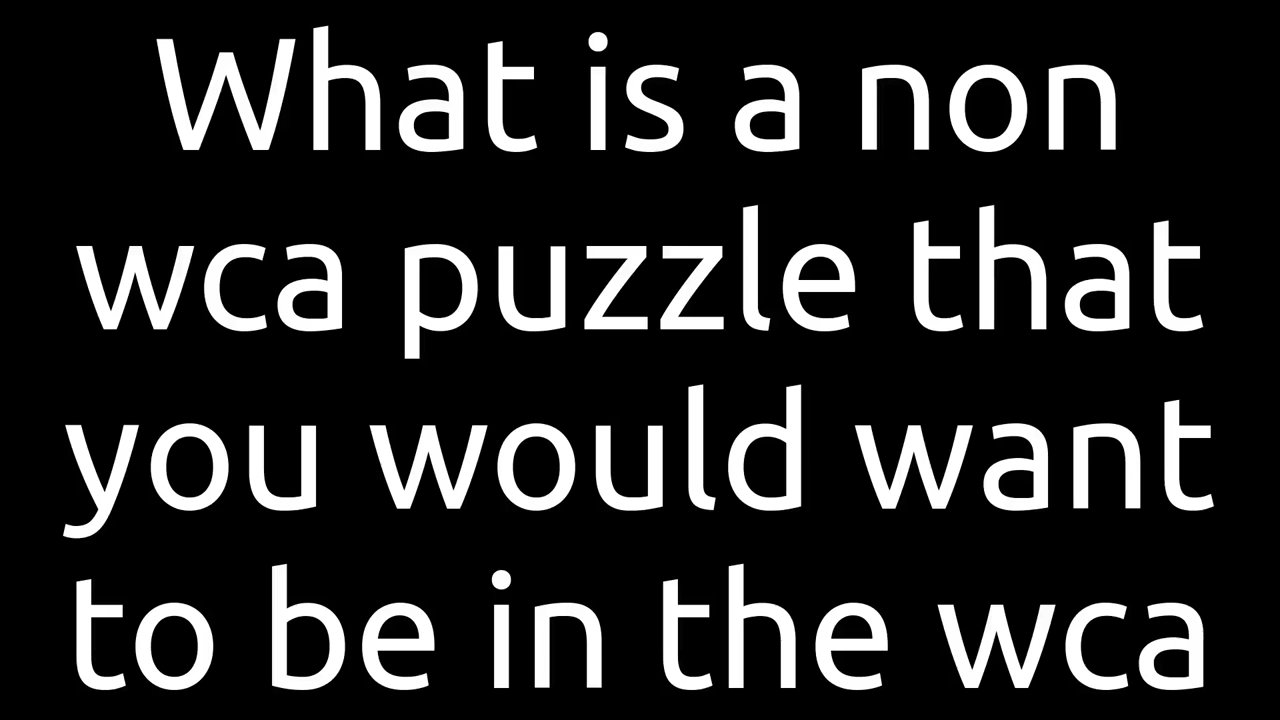 What is a non
wca puzzle that
you would want
to be in the wca